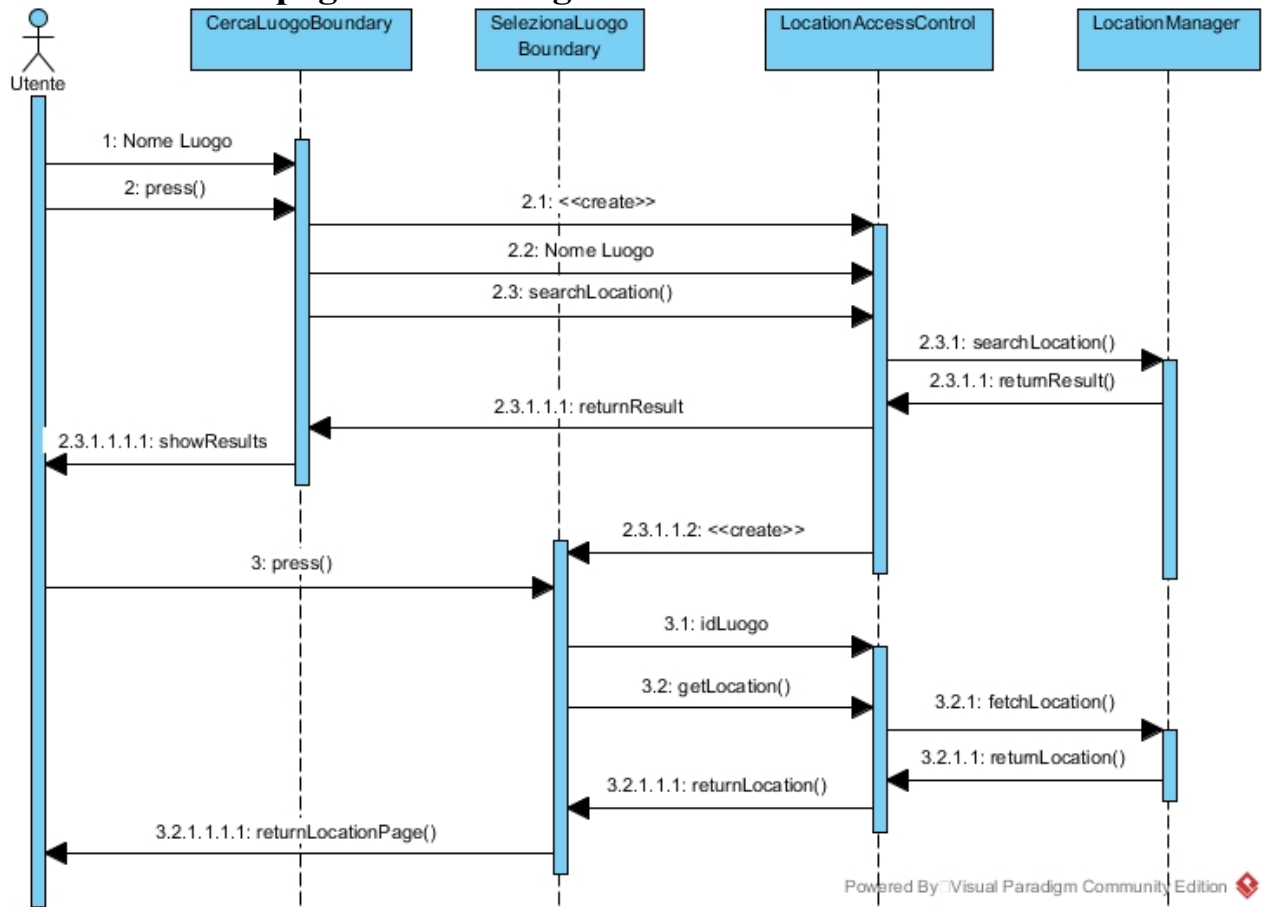 CercaLuogoBoundary
SelezionaLuogo
Boundary
LocationAccessControl
LocationManager
Utente
1: Nome Luogo
2: press()
2.1: <<create>>
2.2: Nome Luogo
2.3: searchLocation()
2.3.1: searchLocation()
2.3.1.1: returnResult()
2.3.1.1.1: returnResult
2.3.1.1.1.1: showResults
2.3.1.1.2: <<create>>
3: press()
3.1: idLuogo
3.2: getLocation()
3.2.1: fetchLocation()
3.2.1.1: returnLocation()
3.2.1.1.1: returnLocation()
3.2.1.1.1.1: returnLocationPage()
Powered By Visual Paradigm Community Edition